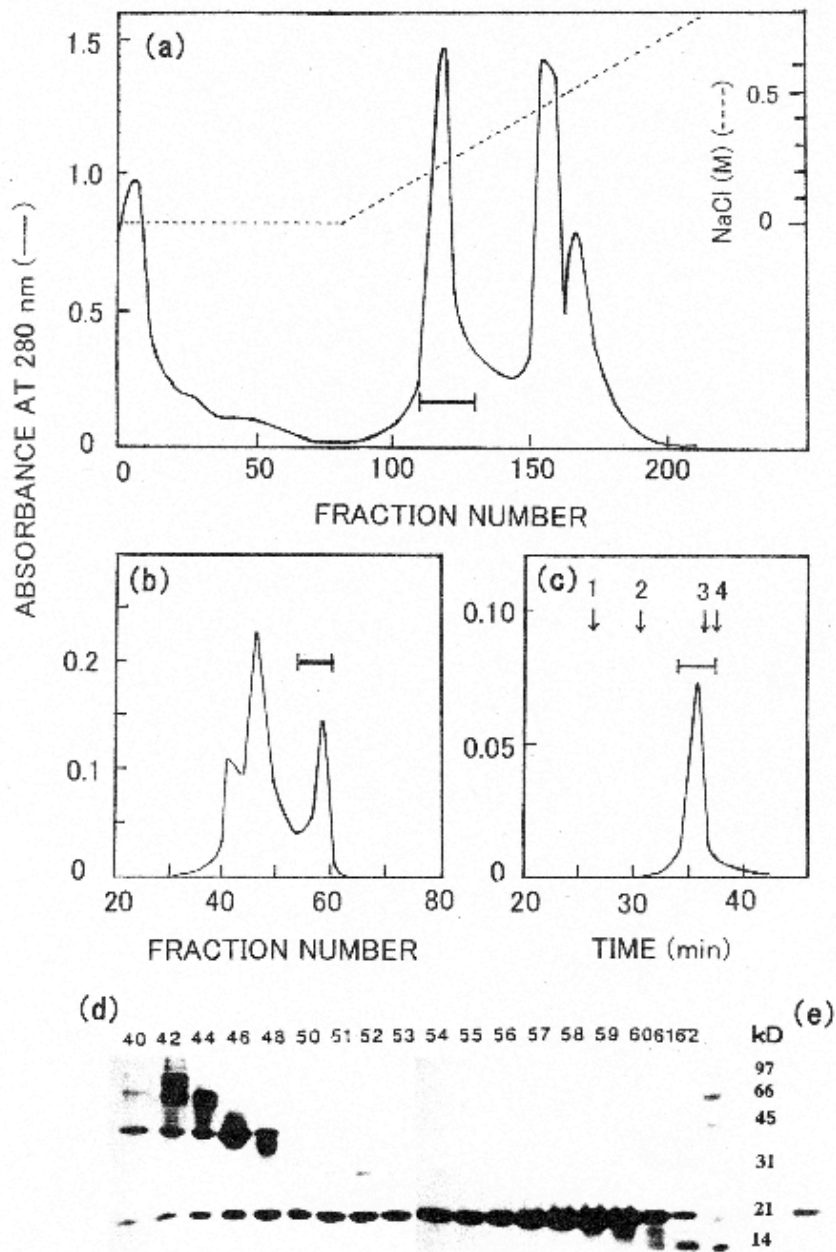 (a)
1.5
1.0
0.5
0
0.5
0
NaCl (M) (----)
ABSORBANCE AT 280 nm (—)
0 50 100 150 200
FRACTION NUMBER
(b)
0.2
0.1
0
20 40 60 80
FRACTION NUMBER
(c)
1 2 3 4
0.10
0.05
0
20 30 40
TIME (min)
(d)
40 42 44 46 48 50 51 52 53 54 55 56 57 58 59 60 61 62
kD
(e)
97
66
45
31
21
14